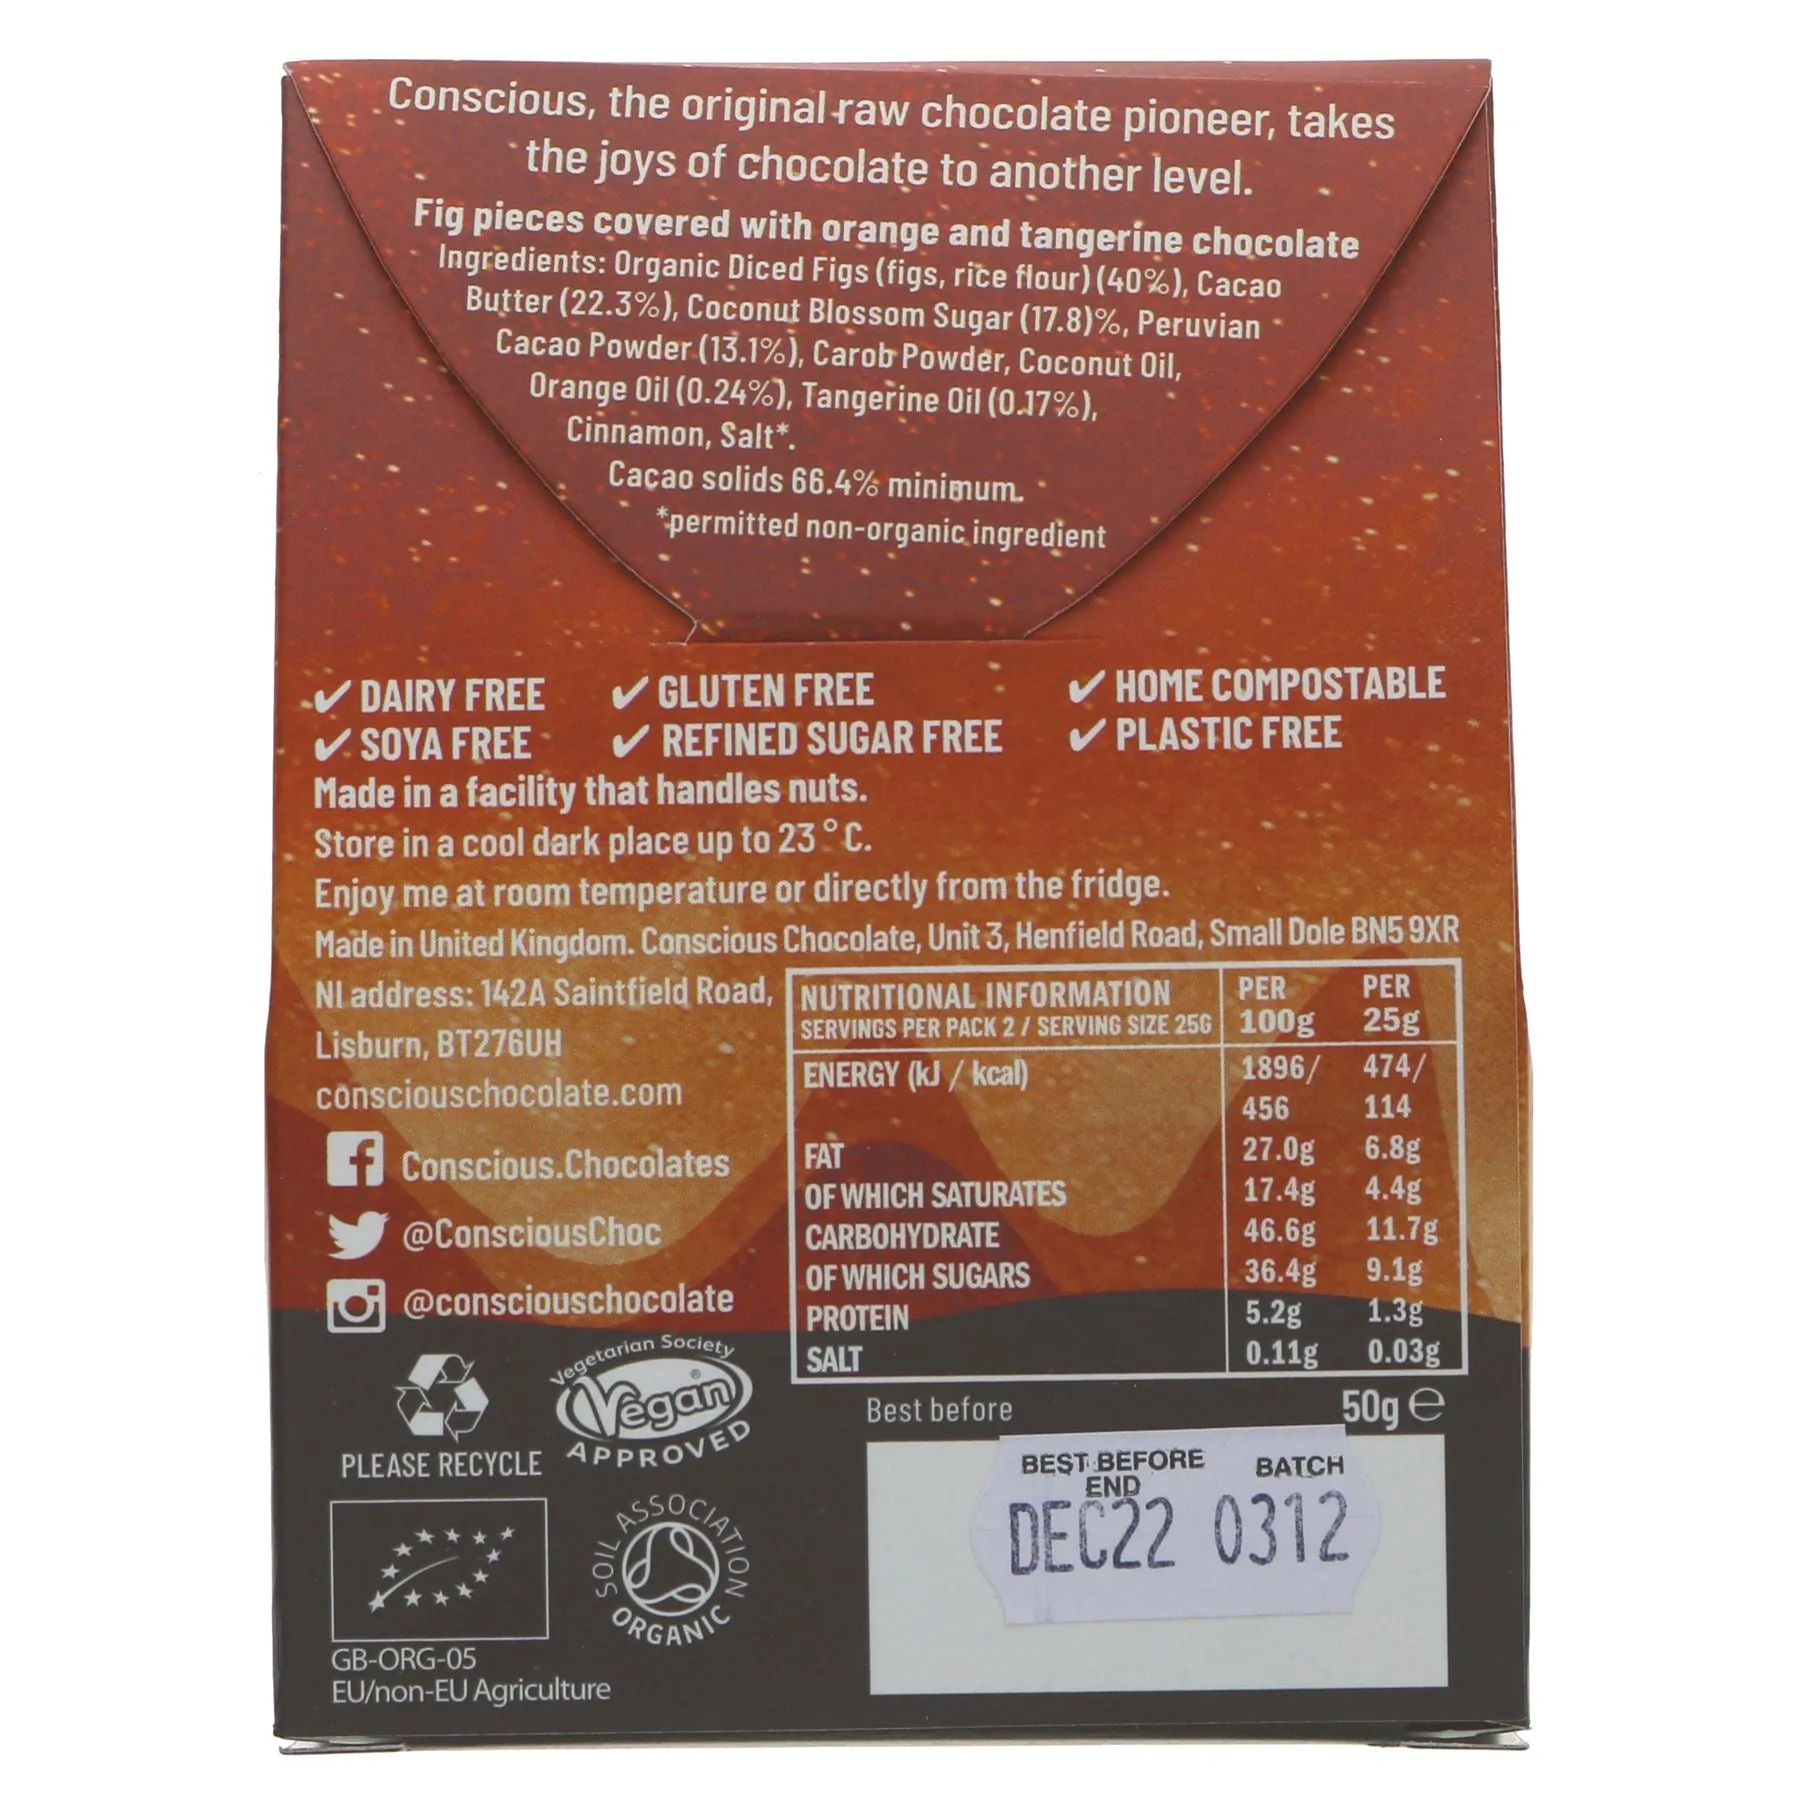 Conscious, the original raw chocolate pioneer, takes
the joys of chocolate to another level.
Fig pieces covered with orange and tangerine chocolate
Ingredients: Organic Diced Figs (figs, rice flour) (40%), Cacao
Butter (22.3%), Coconut Blossom Sugar (17.8)%, Peruvian
Cacao Powder (13.1%), Carob Powder, Coconut Oil,
Orange Oil (0.24%), Tangerine Oil (0.17%),
Cinnamon, Salt*.
Cacao solids 66.4% minimum.
*permitted non-organic ingredient
✔ DAIRY FREE ✔ GLUTEN FREE ✔ HOME COMPOSTABLE
✔ SOYA FREE ✔ REFINED SUGAR FREE ✔ PLASTIC FREE
Made in a facility that handles nuts.
Store in a cool dark place up to 23°C.
Enjoy me at room temperature or directly from the fridge.
Made in United Kingdom. Conscious Chocolate, Unit 3, Henfield Road, Small Dole BN5 9XR
NI address: 142A Saintfield Road,
Lisburn, BT276UH
consciouschocolate.com
Conscious.Chocolates
@ConsciousChoc
@consciouschocolate
NUTRITIONAL INFORMATION PER PER
SERVINGS PER PACK 2 / SERVING SIZE 25G 100g 25g
ENERGY (kJ / kcal) 1896/ 474/
456 114
FAT 27.0g 6.8g
OF WHICH SATURATES 17.4g 4.4g
CARBOHYDRATE 46.6g 11.7g
OF WHICH SUGARS 36.4g 9.1g
PROTEIN 5.2g 1.3g
SALT 0.11g 0.03g
PLEASE RECYCLE
Vegetarian Society
Vegan®
APPROVED
Best before 50g ℮
BEST BEFORE BATCH
END
DEC22 0312
SOIL ASSOCIATION
ORGANIC
GB-ORG-05
EU/non-EU Agriculture